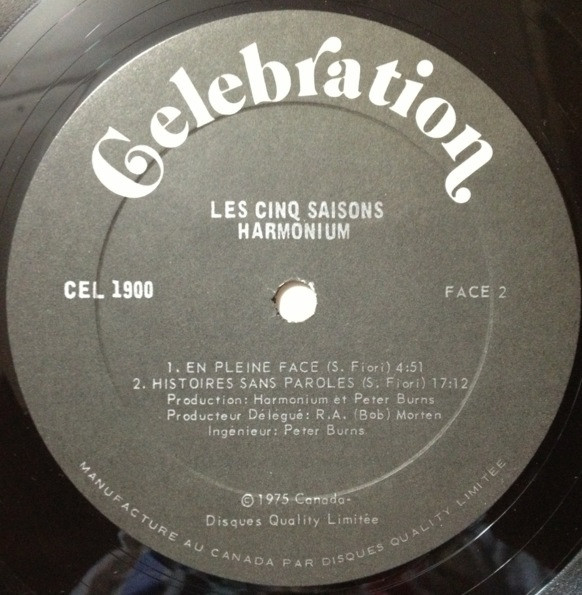 Celebration
LES CINQ SAISONS
HARMONIUM
CEL 1900
FACE 2
1. EN PLEINE FACE (S. Fiori) 4:51
2. HISTOIRES SANS PAROLES (S. Fiori) 17:12
Production: Harmonium et Peter Burns
Producteur Délégué: R.A. (Bob) Morten
Ingénieur: Peter Burns
©1975 Canada-
Disques Quality Limitée
MANUFACTURE AU CANADA PAR DISQUES QUALITY LIMITÉE